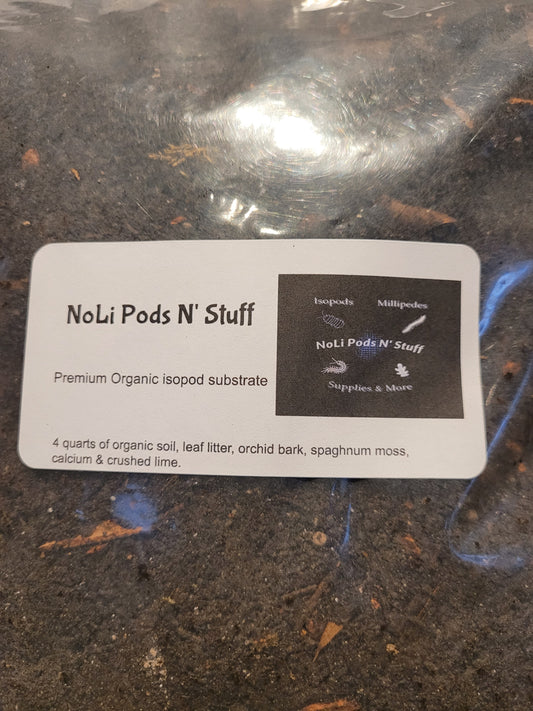 NoLi Pods N' Stuff
Premium Organic isopod substrate
Isopods Millipedes
NoLi Pods N' Stuff
Supplies & More
4 quarts of organic soil, leaf litter, orchid bark, spaghnum moss,
calcium & crushed lime.